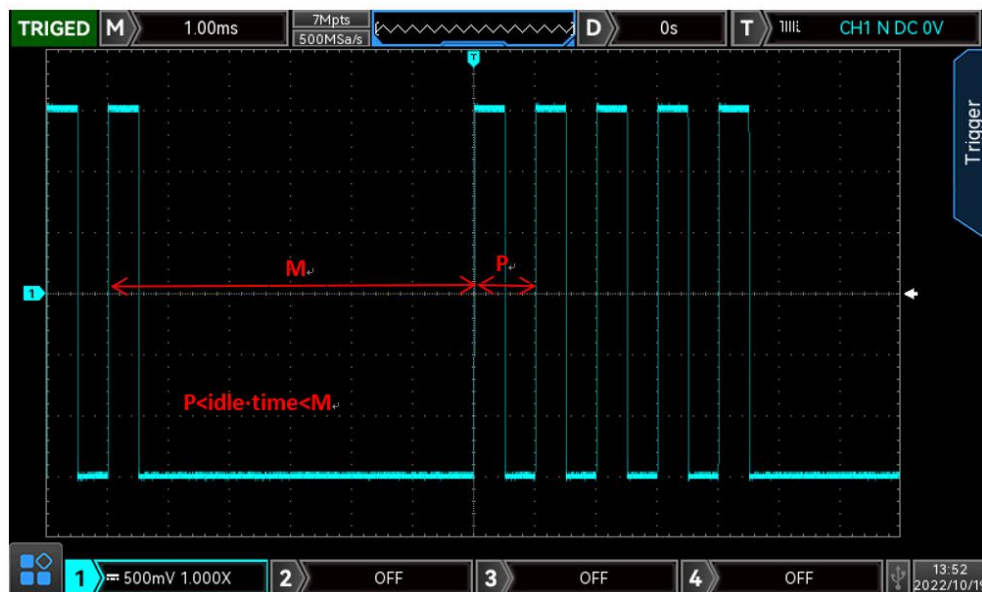 TRIGED M 1.00ms 7Mpts D 0s T CH1 N DC 0V
500MSa/s
T
Trigger
M
P
1
P<idle·time<M
1 500mV 1.000X 2 OFF 3 OFF 4 OFF 13:52
2022/10/19